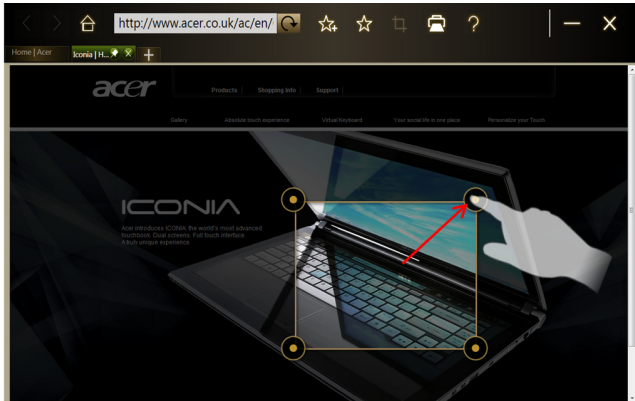 http://www.acer.co.uk/ac/en/
?
Home | Acer
Iconia | H...
acer
Products
Shopping Info
Support
Gallery
Absolute touch experience
Virtual Keyboard
Your social life in one place
Personalize your Touch
ICONIA
Acer introduces ICONIA, the world's most advanced
touchbook. Dual screens. Full touch interface.
A truly unique experience.